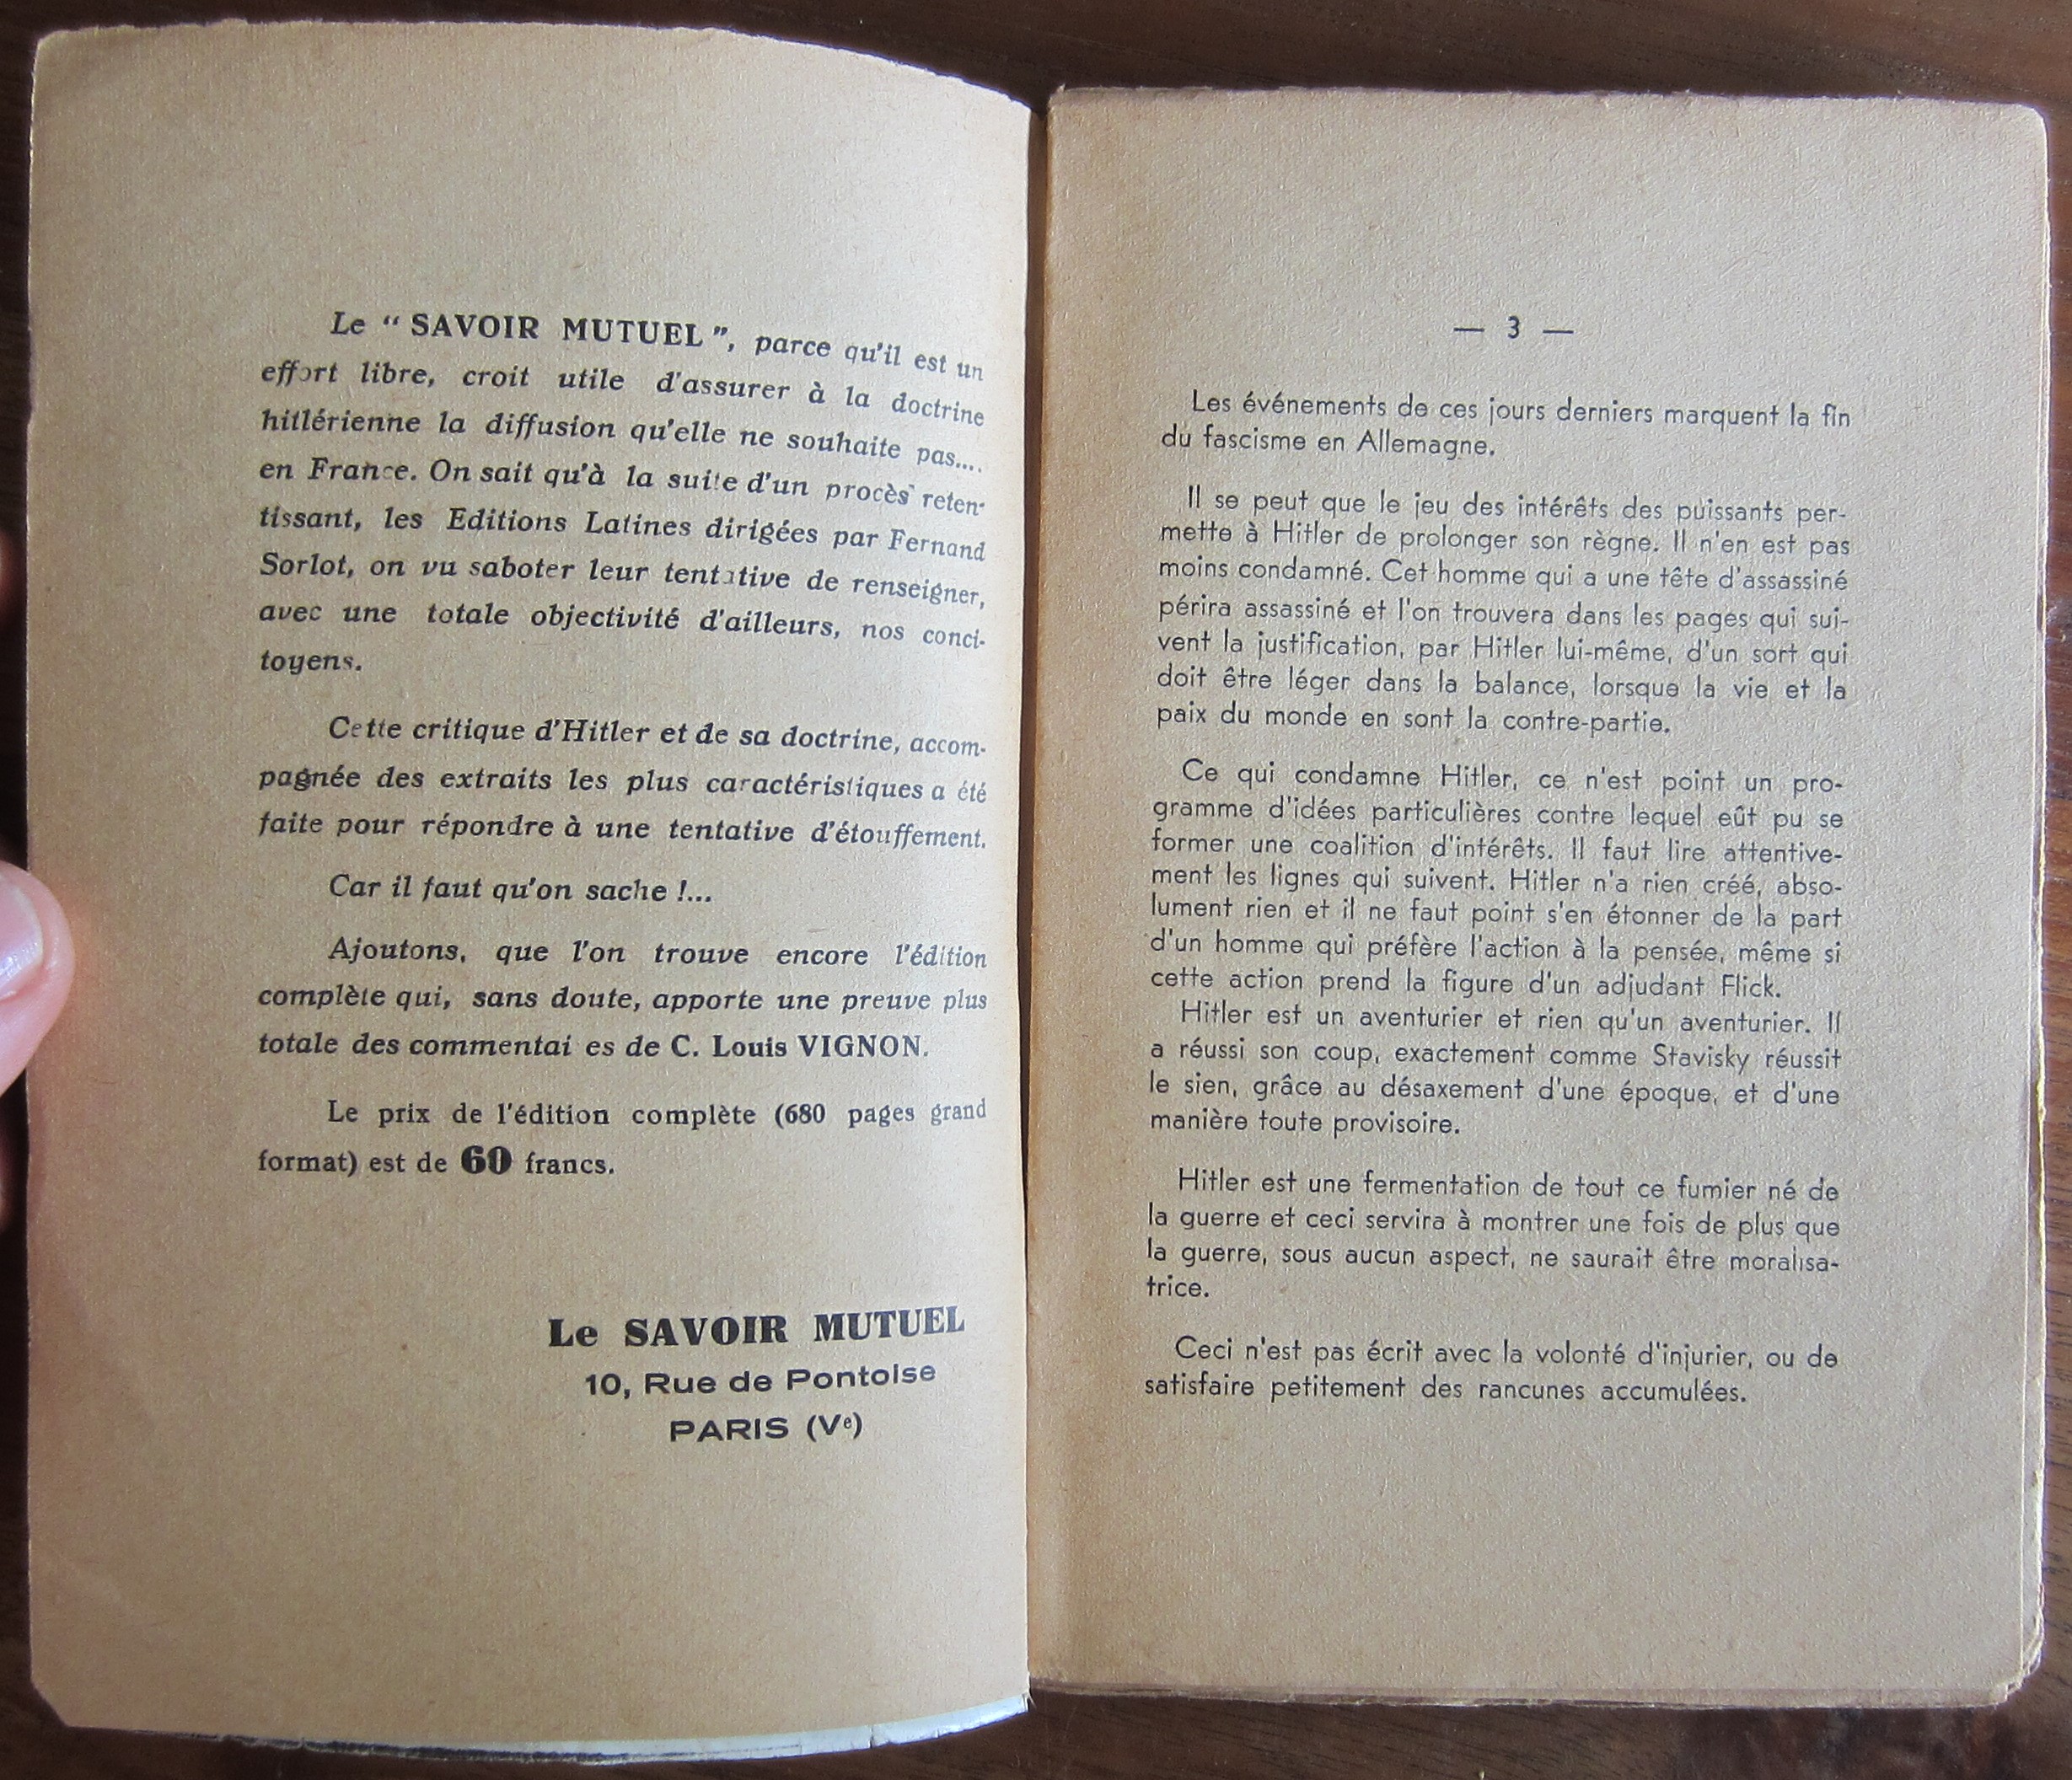 Le “ SAVOIR MUTUEL ”, parce qu'il est un
effort libre, croit utile d'assurer à la doctrine
hitlérienne la diffusion qu'elle ne souhaite pas....
en France. On sait qu'à la suite d'un procès reten-
tissant, les Editions Latines dirigées par Fernand
Sorlot, on vu saboter leur tentative de renseigner,
avec une totale objectivité d'ailleurs, nos conci-
toyens.
Cette critique d'Hitler et de sa doctrine, accom-
pagnée des extraits les plus caractéristiques a été
faite pour répondre à une tentative d'étouffement.
Car il faut qu'on sache !...
Ajoutons, que l'on trouve encore l'édition
complète qui, sans doute, apporte une preuve plus
totale des commentai es de C. Louis VIGNON.
Le prix de l'édition complète (680 pages grand
format) est de 60 francs.
Le SAVOIR MUTUEL
10, Rue de Pontoise
PARIS (Ve)
— 3 —
Les événements de ces jours derniers marquent la fin
du fascisme en Allemagne.
Il se peut que le jeu des intérêts des puissants per-
mette à Hitler de prolonger son règne. Il n'en est pas
moins condamné. Cet homme qui a une tête d'assassiné
périra assassiné et l'on trouvera dans les pages qui sui-
vent la justification, par Hitler lui-même, d'un sort qui
doit être léger dans la balance, lorsque la vie et la
paix du monde en sont la contre-partie.
Ce qui condamne Hitler, ce n'est point un pro-
gramme d'idées particulières contre lequel eût pu se
former une coalition d'intérêts. Il faut lire attentive-
ment les lignes qui suivent. Hitler n'a rien créé, abso-
lument rien et il ne faut point s'en étonner de la part
d'un homme qui préfère l'action à la pensée, même si
cette action prend la figure d'un adjudant Flick.
Hitler est un aventurier et rien qu'un aventurier. Il
a réussi son coup, exactement comme Stavisky réussit
le sien, grâce au désaxement d'une époque, et d'une
manière toute provisoire.
Hitler est une fermentation de tout ce fumier né de
la guerre et ceci servira à montrer une fois de plus que
la guerre, sous aucun aspect, ne saurait être moralisa-
trice.
Ceci n'est pas écrit avec la volonté d'injurier, ou de
satisfaire petitement des rancunes accumulées.